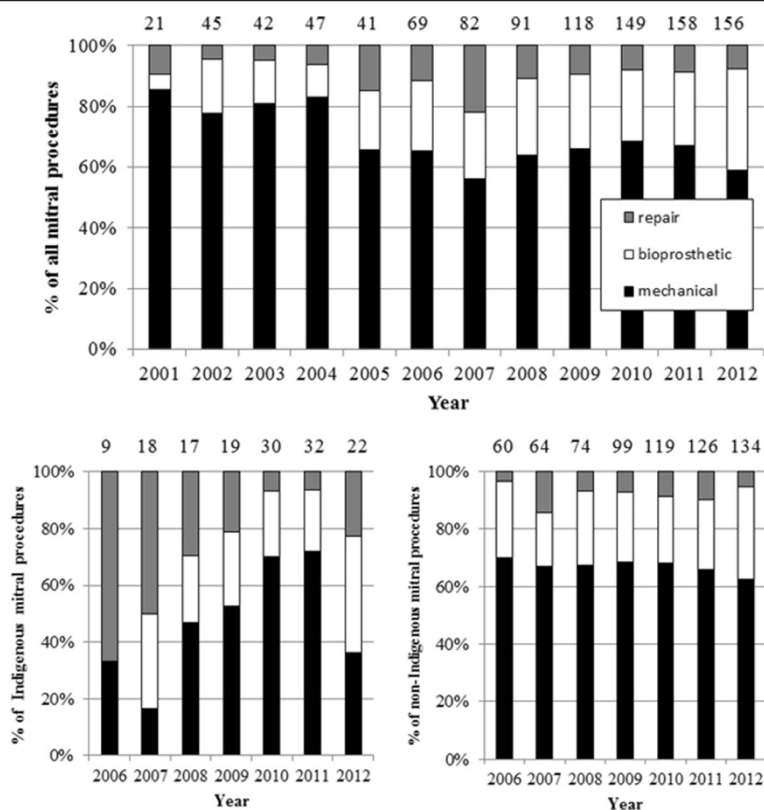 21 45 42 47 41 69 82 91 118 149 158 156
100%
80%
60%
40%
20%
0%
% of all mitral procedures
repair
bioprosthetic
mechanical
2001 2002 2003 2004 2005 2006 2007 2008 2009 2010 2011 2012
Year
9 18 17 19 30 32 22
100%
80%
60%
40%
20%
0%
% of Indigenous mitral procedures
2006 2007 2008 2009 2010 2011 2012
Year
60 64 74 99 119 126 134
100%
80%
60%
40%
20%
0%
% of non-Indigenous mitral procedures
2006 2007 2008 2009 2010 2011 2012
Year